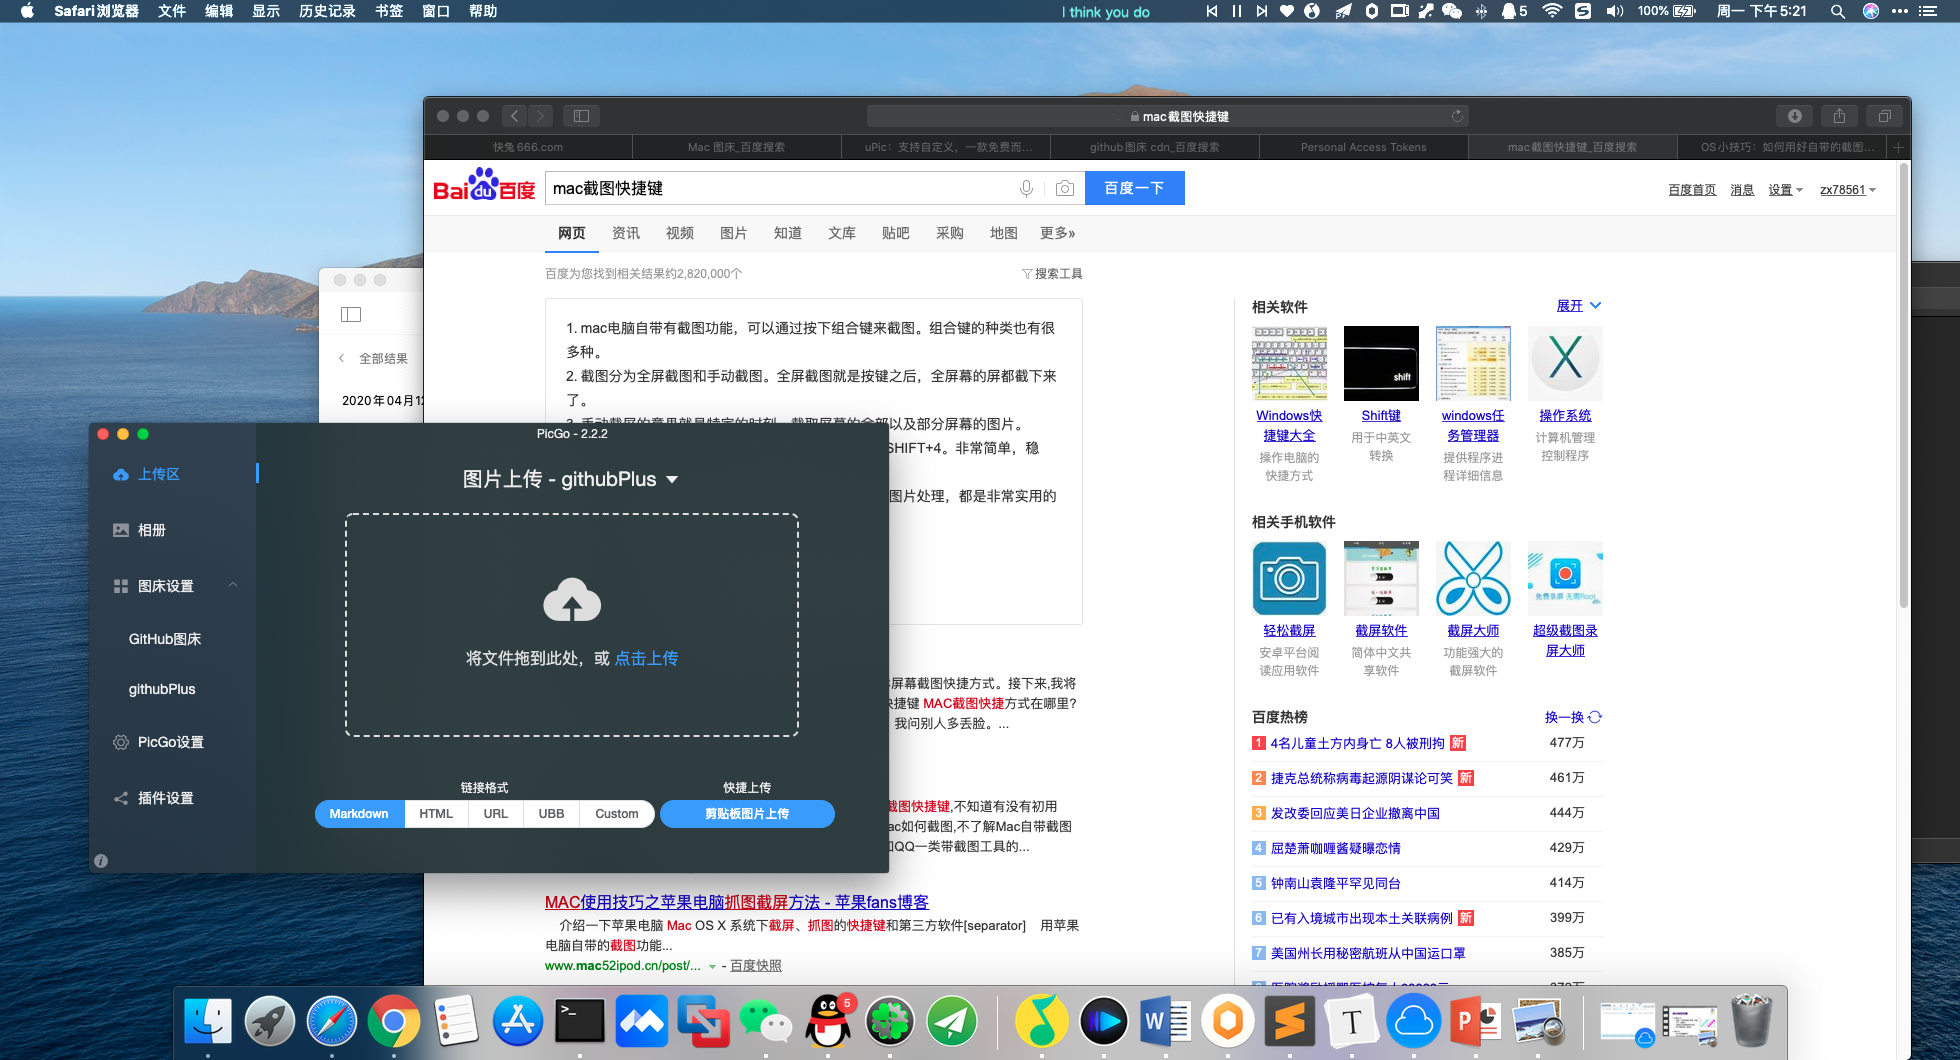 Safari浏览器 文件 编辑 显示 历史记录 书签 窗口 帮助
I think you do
5 100% 周一 下午5:21
mac截图快捷键
快兔666.com
Mac 图床_百度搜索
uPic：支持自定义，一款免费而...
github图床 cdn_百度搜索
Personal Access Tokens
mac截图快捷键_百度搜索
OS小技巧：如何用好自带的截图...
Bai du 百度
mac截图快捷键
百度一下
百度首页 消息 设置 zx78561
网页 资讯 视频 图片 知道 文库 贴吧 采购 地图 更多»
百度为您找到相关结果约2,820,000个
搜索工具
1. mac电脑自带有截图功能，可以通过按下组合键来截图。组合键的种类也有很
多种。
2. 截图分为全屏截图和手动截图。全屏截图就是按键之后，全屏幕的屏都截下来
了。
以及部分屏幕的图片。
SHIFT+4。非常简单，稳
图片处理，都是非常实用的
屏幕截图快捷方式。接下来,我将
捷键 MAC截图快捷方式在哪里?
我问别人多丢脸。...
截图快捷键,不知道有没有初用
ac如何截图,不了解Mac自带截图
和QQ一类带截图工具的...
MAC使用技巧之苹果电脑抓图截屏方法 - 苹果fans博客
介绍一下苹果电脑 Mac OS X 系统下截屏、抓图的快捷键和第三方软件[separator] 用苹果
电脑自带的截图功能...
www.mac52ipod.cn/post/... - 百度快照
相关软件 展开
shift
X
Windows快
捷键大全
操作电脑的
快捷方式
Shift键
用于中英文
转换
windows任
务管理器
提供程序进
程详细信息
操作系统
计算机管理
控制程序
相关手机软件
免费录屏 无需Root
轻松截屏
安卓平台阅
读应用软件
截屏软件
简体中文共
享软件
截屏大师
功能强大的
截屏软件
超级截图录
屏大师
百度热榜 换一换
1 4名儿童土方内身亡 8人被刑拘 新 477万
2 捷克总统称病毒起源阴谋论可笑 新 461万
3 发改委回应美日企业撤离中国 444万
4 屈楚萧咖喱酱疑曝恋情 429万
5 钟南山袁隆平罕见同台 414万
6 已有入境城市出现本土关联病例 新 399万
7 美国州长用秘密航班从中国运口罩 385万
全部结果
2020年04月12
PicGo - 2.2.2
上传区
相册
图床设置
GitHub图床
githubPlus
PicGo设置
插件设置
图片上传 - githubPlus
将文件拖到此处，或 点击上传
链接格式
Markdown HTML URL UBB Custom
快捷上传
剪贴板图片上传
>_
5
W
T
P